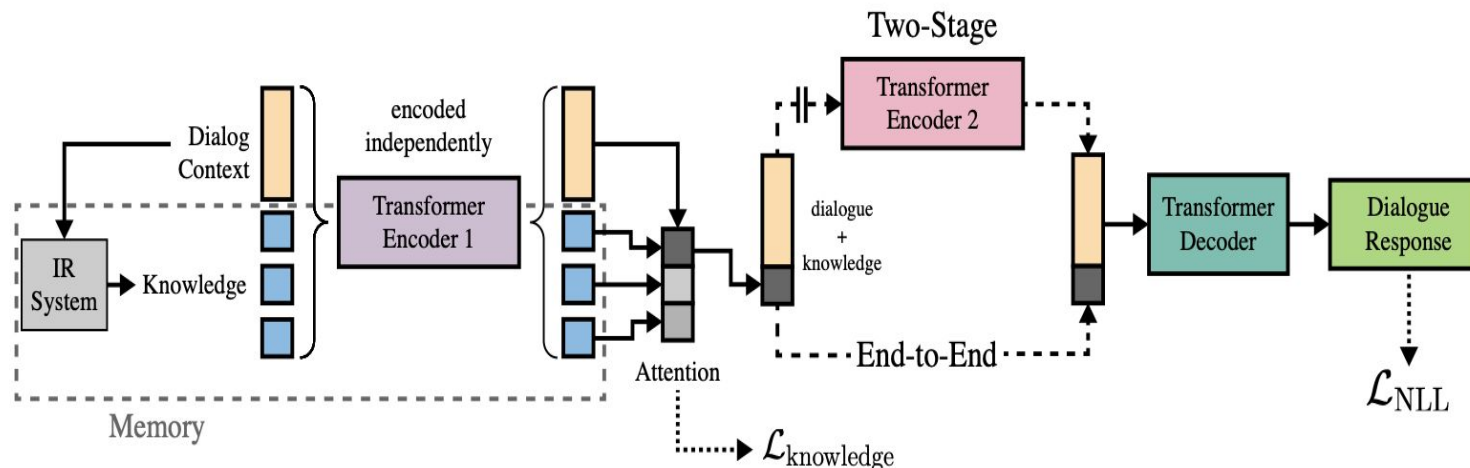 Two-Stage
Dialog
Context
encoded
independently
Transformer
Encoder 1
Transformer
Encoder 2
IR
System
Knowledge
dialogue
+
knowledge
Transformer
Decoder
Dialogue
Response
End-to-End
Attention
Memory
ℒknowledge
ℒNLL